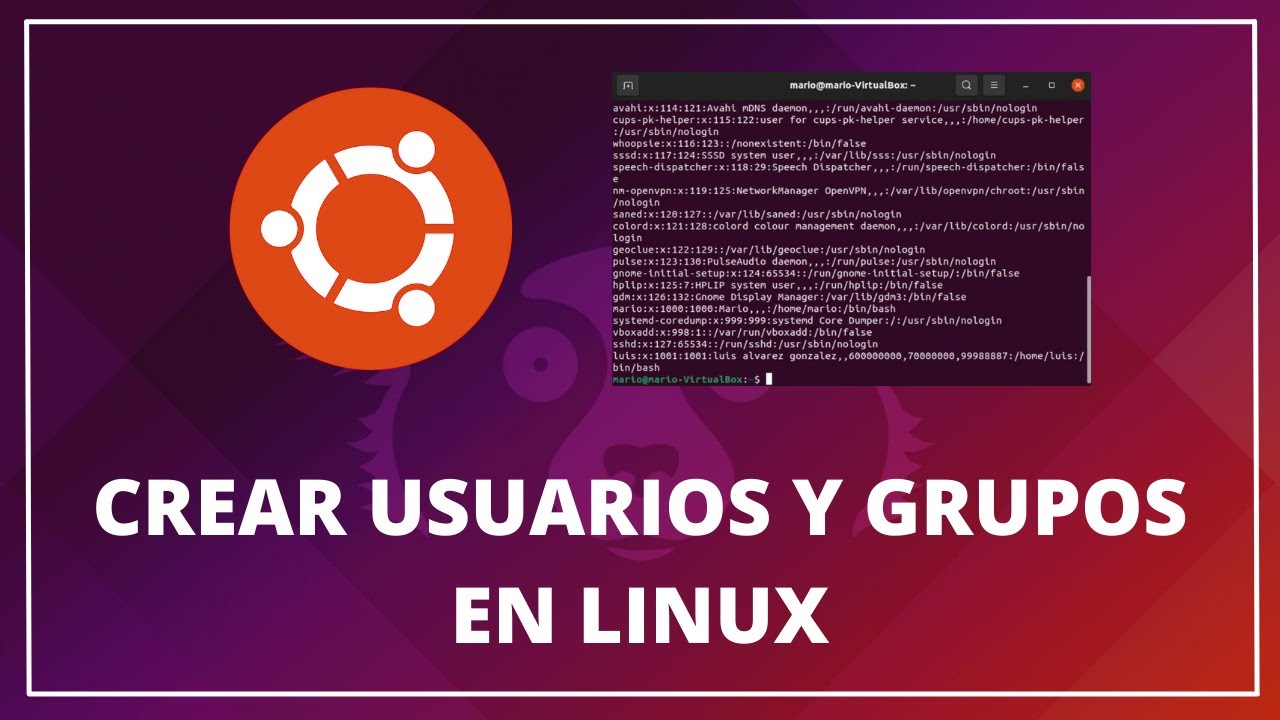 mario@mario-VirtualBox: ~
avahi:x:114:121:Avahi mDNS daemon,,,:/run/avahi-daemon:/usr/sbin/nologin
cups-pk-helper:x:115:122:user for cups-pk-helper service,,,:/home/cups-pk-helper
:/usr/sbin/nologin
whoopsie:x:116:123::/nonexistent:/bin/false
sssd:x:117:124:SSSD system user,,,:/var/lib/sss:/usr/sbin/nologin
speech-dispatcher:x:118:29:Speech Dispatcher,,,:/run/speech-dispatcher:/bin/fals
e
nm-openvpn:x:119:125:NetworkManager OpenVPN,,,:/var/lib/openvpn/chroot:/usr/sbin
/nologin
saned:x:120:127::/var/lib/saned:/usr/sbin/nologin
colord:x:121:128:colord colour management daemon,,,:/var/lib/colord:/usr/sbin/no
login
geoclue:x:122:129::/var/lib/geoclue:/usr/sbin/nologin
pulse:x:123:130:PulseAudio daemon,,,:/run/pulse:/usr/sbin/nologin
gnome-initial-setup:x:124:65534::/run/gnome-initial-setup/:/bin/false
hplip:x:125:7:HPLIP system user,,,:/run/hplip:/bin/false
gdm:x:126:132:Gnome Display Manager:/var/lib/gdm3:/bin/false
mario:x:1000:1000:Mario,,,:/home/mario:/bin/bash
systemd-coredump:x:999:999:systemd Core Dumper:/:/usr/sbin/nologin
vboxadd:x:998:1::/var/run/vboxadd:/bin/false
sshd:x:127:65534::/run/sshd:/usr/sbin/nologin
luis:x:1001:1001:luis alvarez gonzalez,,600000000,70000000,99988887:/home/luis:/
bin/bash
mario@mario-VirtualBox:~$
CREAR USUARIOS Y GRUPOS
EN LINUX